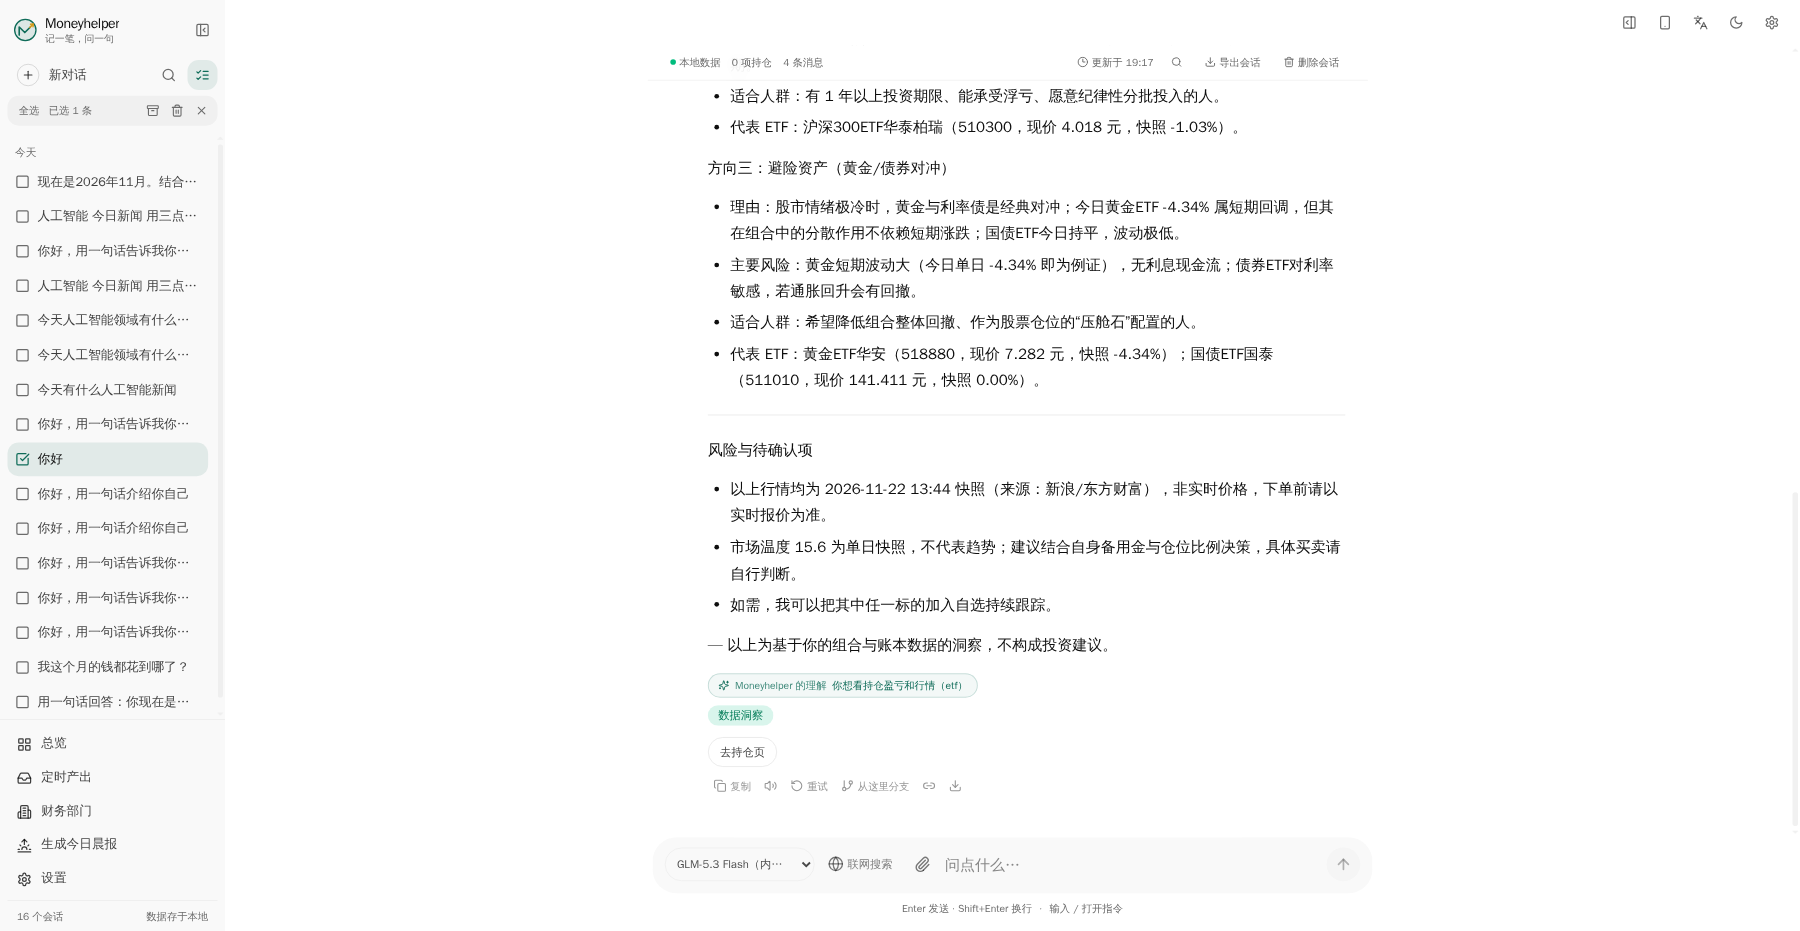 Moneyhelper
记一笔，问一句
新对话
全选 已选 1 条
今天
现在是2026年11月。结合…
人工智能 今日新闻 用三点…
你好，用一句话告诉我你…
人工智能 今日新闻 用三点…
今天人工智能领域有什么…
今天人工智能领域有什么…
今天有什么人工智能新闻
你好，用一句话告诉我你…
你好
你好，用一句话介绍你自己
你好，用一句话介绍你自己
你好，用一句话告诉我你…
你好，用一句话告诉我你…
你好，用一句话告诉我你…
我这个月的钱都花到哪了？
用一句话回答：你现在是…
总览
定时产出
财务部门
生成今日晨报
设置
16 个会话 数据存于本地
本地数据 0 项持仓 4 条消息 更新于 19:17 导出会话 删除会话
• 适合人群：有 1 年以上投资期限、能承受浮亏、愿意纪律性分批投入的人。
• 代表 ETF：沪深300ETF华泰柏瑞（510300，现价 4.018 元，快照 -1.03%）。
方向三：避险资产（黄金/债券对冲）
• 理由：股市情绪极冷时，黄金与利率债是经典对冲；今日黄金ETF -4.34% 属短期回调，但其
在组合中的分散作用不依赖短期涨跌；国债ETF今日持平，波动极低。
• 主要风险：黄金短期波动大（今日单日 -4.34% 即为例证），无利息现金流；债券ETF对利率
敏感，若通胀回升会有回撤。
• 适合人群：希望降低组合整体回撤、作为股票仓位的“压舱石”配置的人。
• 代表 ETF：黄金ETF华安（518880，现价 7.282 元，快照 -4.34%）；国债ETF国泰
（511010，现价 141.411 元，快照 0.00%）。
风险与待确认项
• 以上行情均为 2026-11-22 13:44 快照（来源：新浪/东方财富），非实时价格，下单前请以
实时报价为准。
• 市场温度 15.6 为单日快照，不代表趋势；建议结合自身备用金与仓位比例决策，具体买卖请
自行判断。
• 如需，我可以把其中任一标的加入自选持续跟踪。
— 以上为基于你的组合与账本数据的洞察，不构成投资建议。
Moneyhelper 的理解 你想看持仓盈亏和行情（etf）
数据洞察
去持仓页
复制 重试 从这里分支
GLM-5.3 Flash（内… 联网搜索 问点什么…
Enter 发送 · Shift+Enter 换行 · 输入 / 打开指令